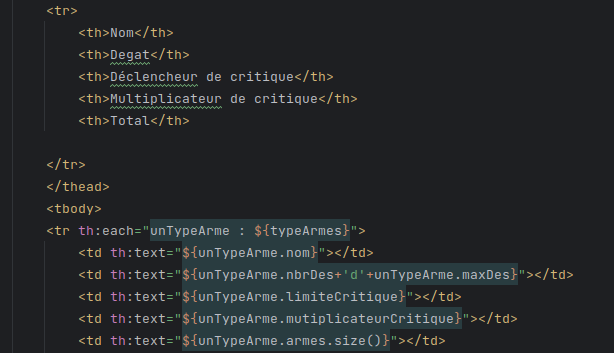 <tr>
<th>Nom</th>
<th>Degat</th>
<th>Déclencheur de critique</th>
<th>Multiplicateur de critique</th>
<th>Total</th>
</tr>
</thead>
<tbody>
<tr th:each="unTypeArme : ${typeArmes}">
<td th:text="${unTypeArme.nom}"></td>
<td th:text="${unTypeArme.nbrDes+'d'+unTypeArme.maxDes}"></td>
<td th:text="${unTypeArme.limiteCritique}"></td>
<td th:text="${unTypeArme.mutiplicateurCritique}"></td>
<td th:text="${unTypeArme.armes.size()}"></td>